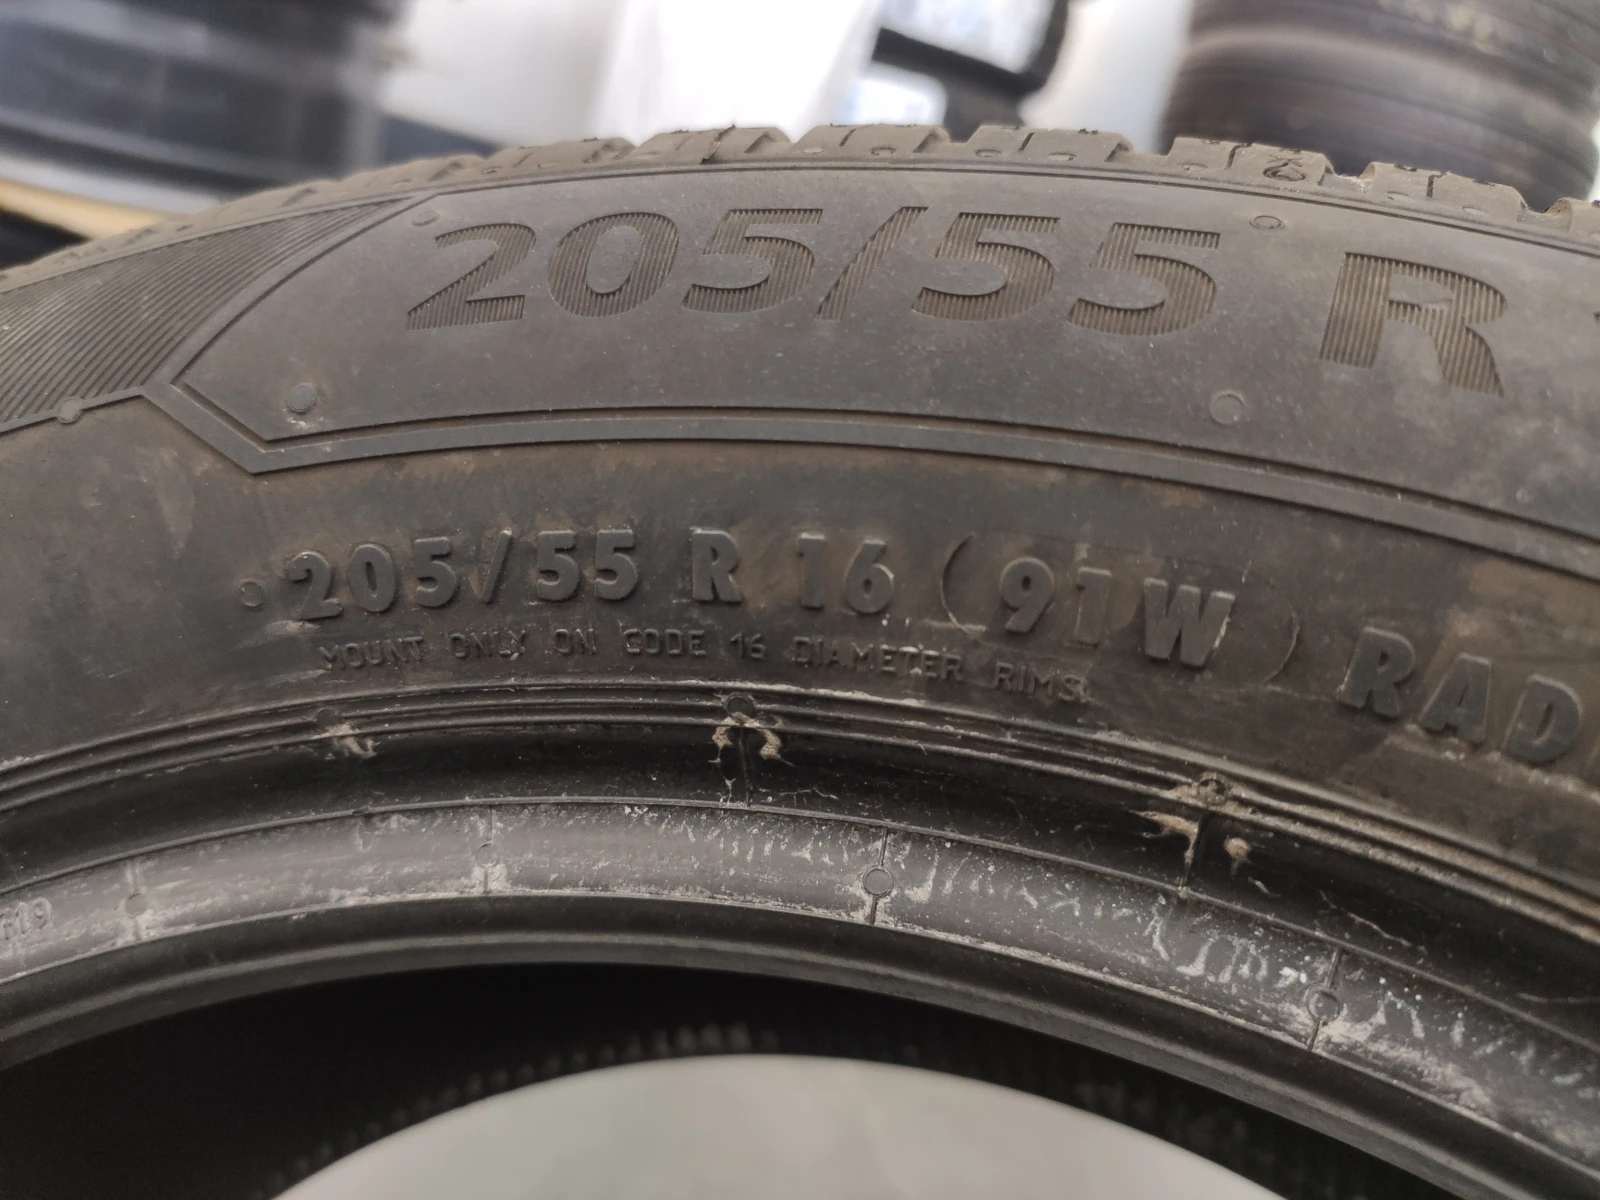 205/55 R
205/55 R 16 (91W) RAD
MOUNT ONLY ON CODE 16 DIAMETER RIMS